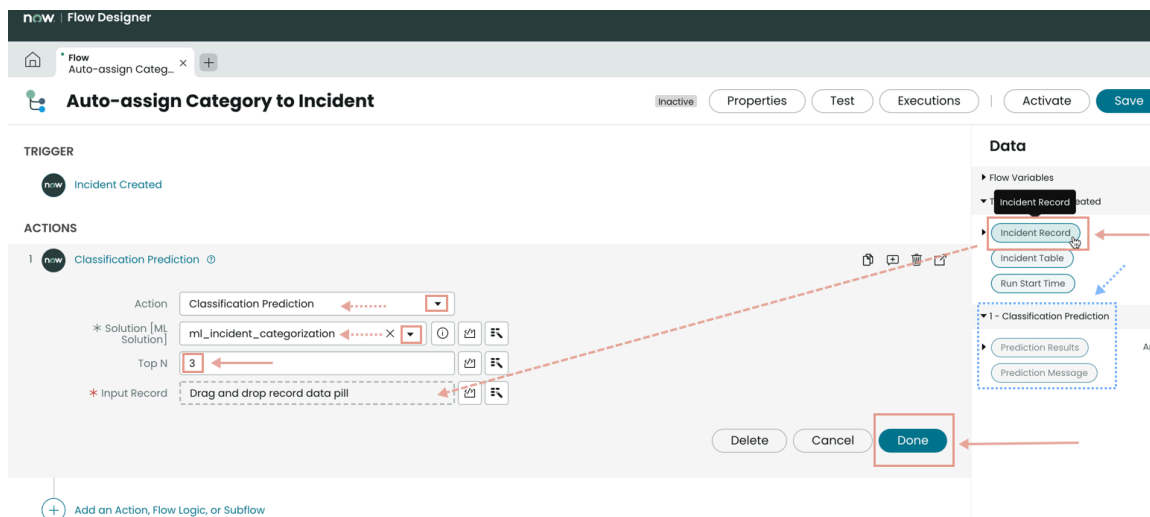 now. | Flow Designer
Flow
Auto-assign Categ...
Auto-assign Category to Incident
Inactive
Properties
Test
Executions
Activate
Save
TRIGGER
now
Incident Created
ACTIONS
1
now
Classification Prediction
Action
Classification Prediction
* Solution [ML
Solution]
ml_incident_categorization
Top N
3
* Input Record
Drag and drop record data pill
Delete
Cancel
Done
Add an Action, Flow Logic, or Subflow
Data
Flow Variables
Incident Record
Incident Record
Incident Table
Run Start Time
1 - Classification Prediction
Prediction Results
Prediction Message